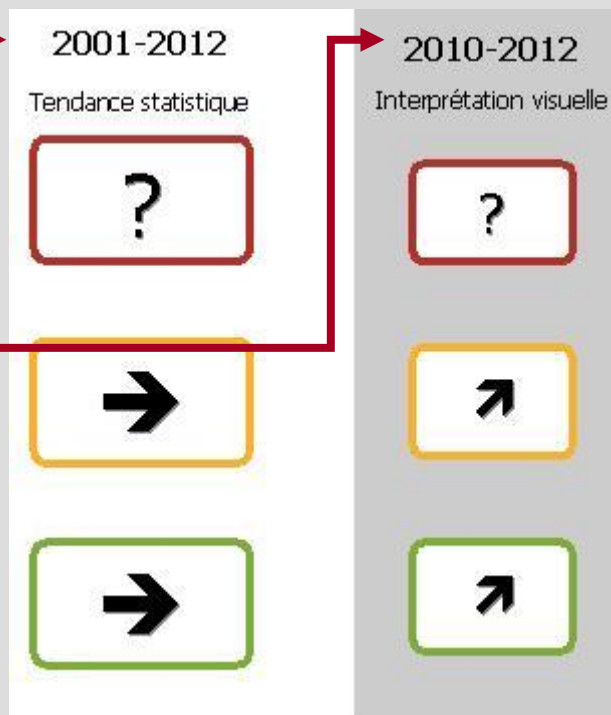 2001-2012
Tendance statistique
?
2010-2012
Interprétation visuelle
?